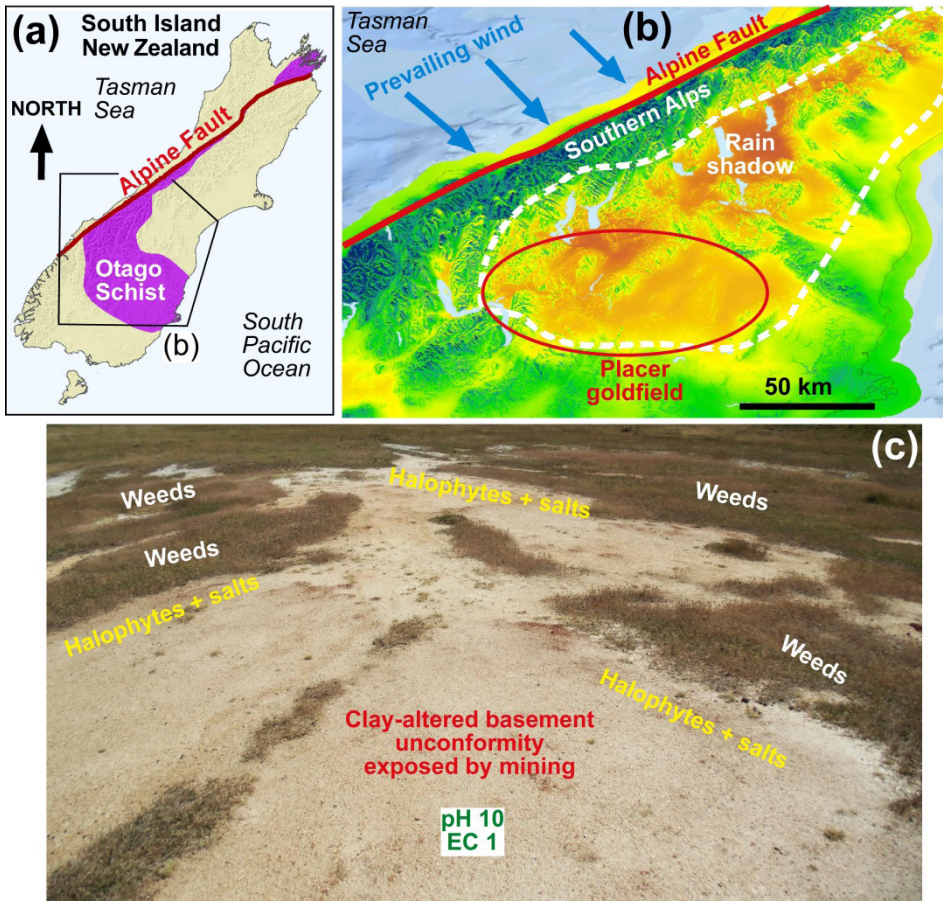 (a)
South Island
New Zealand
Tasman
Sea
NORTH
Alpine Fault
Otago
Schist
(b)
South
Pacific
Ocean
Tasman
Sea
(b)
Prevailing wind
Alpine Fault
Southern Alps
Rain
shadow
Placer
goldfield
50 km
(c)
Weeds
Halophytes + salts
Weeds
Weeds
Halophytes + salts
Weeds
Halophytes + salts
Clay-altered basement
unconformity
exposed by mining
pH 10
EC 1